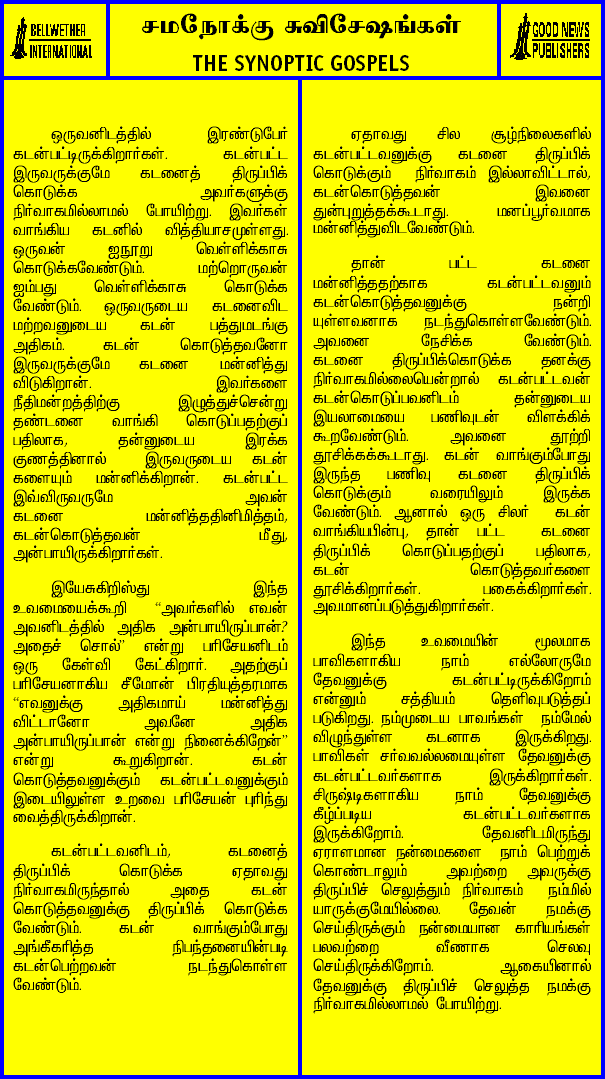 BELLWETHER
INTERNATIONAL
சமநோக்கு சுவிசேஷங்கள்
THE SYNOPTIC GOSPELS
GOOD NEWS
PUBLISHERS
ஒருவனிடத்தில் இரண்டுபேர்
கடன்பட்டிருக்கிறார்கள். கடன்பட்ட
இருவருக்குமே கடனைத் திருப்பிக்
கொடுக்க அவர்களுக்கு
நிர்வாகமில்லாமல் போயிற்று. இவர்கள்
வாங்கிய கடனில் வித்தியாசமுள்ளது.
ஒருவன் ஐநூறு வெள்ளிக்காசு
கொடுக்கவேண்டும். மற்றொருவன்
ஐம்பது வெள்ளிக்காசு கொடுக்க
வேண்டும். ஒருவருடைய கடனைவிட
மற்றவனுடைய கடன் பத்துமடங்கு
அதிகம். கடன் கொடுத்தவனோ
இருவருக்குமே கடனை மன்னித்து
விடுகிறான். இவர்களை
நீதிமன்றத்திற்கு இழுத்துச்சென்று
தண்டனை வாங்கி கொடுப்பதற்குப்
பதிலாக, தன்னுடைய இரக்க
குணத்தினால் இருவருடைய கடன்
களையும் மன்னிக்கிறான். கடன்பட்ட
இவ்விருவருமே அவன்
கடனை மன்னித்ததினிமித்தம்,
கடன்கொடுத்தவன் மீது,
அன்பாயிருக்கிறார்கள்.
இயேசுகிறிஸ்து இந்த
உவமையைக்கூறி “அவர்களில் எவன்
அவனிடத்தில் அதிக அன்பாயிருப்பான்?
அதைச் சொல்” என்று பரிசேயனிடம்
ஒரு கேள்வி கேட்கிறார். அதற்குப்
பரிசேயனாகிய சீமோன் பிரதியுத்தரமாக
“எவனுக்கு அதிகமாய் மன்னித்து
விட்டானோ அவனே அதிக
அன்பாயிருப்பான் என்று நினைக்கிறேன்”
என்று கூறுகிறான். கடன்
கொடுத்தவனுக்கும் கடன்பட்டவனுக்கும்
இடையிலுள்ள உறவை பரிசேயன் புரிந்து
வைத்திருக்கிறான்.
கடன்பட்டவனிடம், கடனைத்
திருப்பிக் கொடுக்க ஏதாவது
நிர்வாகமிருந்தால் அதை கடன்
கொடுத்தவனுக்கு திருப்பிக் கொடுக்க
வேண்டும். கடன் வாங்கும்போது
அங்கீகரித்த நிபந்தனையின்படி
கடன்பெற்றவன் நடந்துகொள்ள
வேண்டும்.
ஏதாவது சில சூழ்நிலைகளில்
கடன்பட்டவனுக்கு கடனை திருப்பிக்
கொடுக்கும் நிர்வாகம் இல்லாவிட்டால்,
கடன்கொடுத்தவன் இவனை
துன்புறுத்தக்கூடாது. மனப்பூர்வமாக
மன்னித்துவிடவேண்டும்.
தான் பட்ட கடனை
மன்னித்ததற்காக கடன்பட்டவனும்
கடன்கொடுத்தவனுக்கு நன்றி
யுள்ளவனாக நடந்துகொள்ளவேண்டும்.
அவனை நேசிக்க வேண்டும்.
கடனை திருப்பிக்கொடுக்க தனக்கு
நிர்வாகமில்லையென்றால் கடன்பட்டவன்
கடன்கொடுப்பவனிடம் தன்னுடைய
இயலாமையை பணிவுடன் விளக்கிக்
கூறவேண்டும். அவனை தூற்றி
தூசிக்கக்கூடாது. கடன் வாங்கும்போது
இருந்த பணிவு கடனை திருப்பிக்
கொடுக்கும் வரையிலும் இருக்க
வேண்டும். ஆனால் ஒரு சிலர் கடன்
வாங்கியபின்பு, தான் பட்ட கடனை
திருப்பிக் கொடுப்பதற்குப் பதிலாக,
கடன் கொடுத்தவர்களை
தூசிக்கிறார்கள். பகைக்கிறார்கள்.
அவமானப்படுத்துகிறார்கள்.
இந்த உவமையின் மூலமாக
பாவிகளாகிய நாம் எல்லோருமே
தேவனுக்கு கடன்பட்டிருக்கிறோம்
என்னும் சத்தியம் தெளிவுபடுத்தப்
படுகிறது. நம்முடைய பாவங்கள் நம்மேல்
விழுந்துள்ள கடனாக இருக்கிறது.
பாவிகள் சர்வவல்லமையுள்ள தேவனுக்கு
கடன்பட்டவர்களாக இருக்கிறார்கள்.
சிருஷ்டிகளாகிய நாம் தேவனுக்கு
கீழ்ப்படிய கடன்பட்டவர்களாக
இருக்கிறோம். தேவனிடமிருந்து
ஏராளமான நன்மைகளை நாம் பெற்றுக்
கொண்டாலும் அவற்றை அவருக்கு
திருப்பிச் செலுத்தும் நிர்வாகம் நம்மில்
யாருக்குமேயில்லை. தேவன் நமக்கு
செய்திருக்கும் நன்மையான காரியங்கள்
பலவற்றை வீணாக செலவு
செய்திருக்கிறோம். ஆகையினால்
தேவனுக்கு திருப்பிச் செலுத்த நமக்கு
நிர்வாகமில்லாமல் போயிற்று.